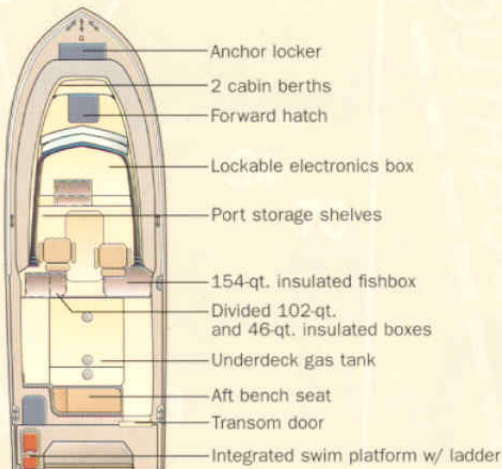 Anchor locker
2 cabin berths
Forward hatch
Lockable electronics box
Port storage shelves
154-qt. insulated fishbox
Divided 102-qt.
and 46-qt. insulated boxes
Underdeck gas tank
Aft bench seat
Transom door
Integrated swim platform w/ ladder